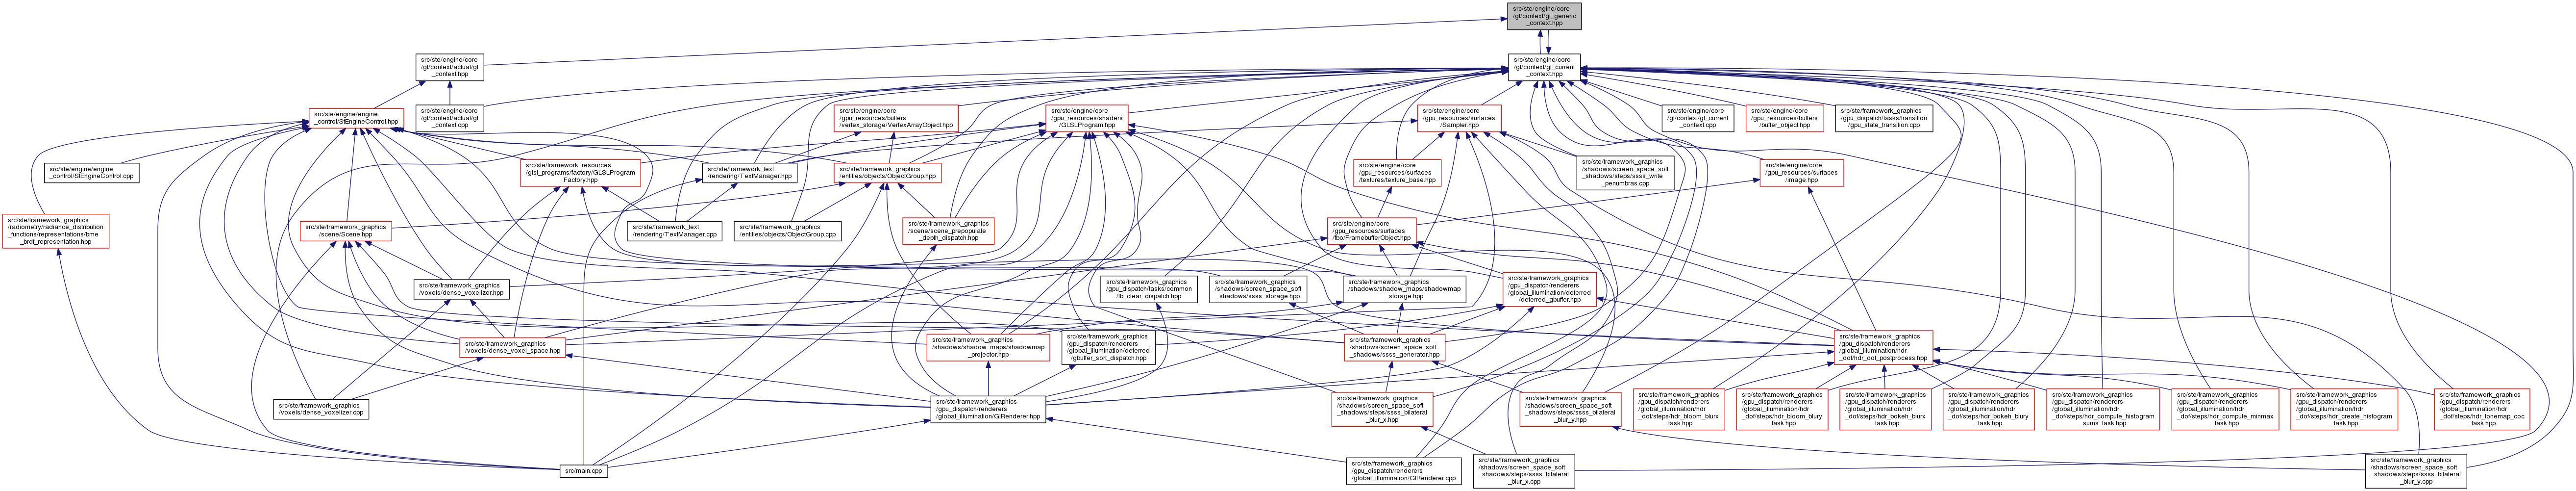 src/ste/engine/core
/gl/context/gl_generic
_context.hpp
src/ste/engine/core
/gl/context/actual/gl
_context.hpp
src/ste/engine/core
/gl/context/gl_current
_context.hpp
src/ste/engine/engine
_control/StEngineControl.hpp
src/ste/engine/core
/gl/context/actual/gl
_context.cpp
src/ste/engine/core
/gpu_resources/buffers
/vertex_storage/VertexArrayObject.hpp
src/ste/engine/core
/gpu_resources/shaders
/GLSLProgram.hpp
src/ste/engine/core
/gpu_resources/surfaces
/Sampler.hpp
src/ste/engine/core
/gl/context/gl_current
_context.cpp
src/ste/engine/core
/gpu_resources/buffers
/buffer_object.hpp
src/ste/framework_graphics
/gpu_dispatch/tasks/transition
/gpu_state_transition.cpp
src/ste/engine/engine
_control/StEngineControl.cpp
src/ste/framework_resources
/glsl_programs/factory/GLSLProgram
Factory.hpp
src/ste/framework_text
/rendering/TextManager.hpp
src/ste/framework_graphics
/entities/objects/ObjectGroup.hpp
src/ste/engine/core
/gpu_resources/surfaces
/textures/texture_base.hpp
src/ste/framework_graphics
/shadows/screen_space_soft
_shadows/steps/ssss_write
_penumbras.cpp
src/ste/engine/core
/gpu_resources/surfaces
/image.hpp
src/ste/framework_graphics
/radiometry/radiance_distribution
_functions/representations/bme
_brdf_representation.hpp
src/ste/framework_graphics
/scene/Scene.hpp
src/ste/framework_text
/rendering/TextManager.cpp
src/ste/framework_graphics
/entities/objects/ObjectGroup.cpp
src/ste/framework_graphics
/scene/scene_prepopulate
_depth_dispatch.hpp
src/ste/engine/core
/gpu_resources/surfaces
/fbo/FramebufferObject.hpp
src/ste/framework_graphics
/voxels/dense_voxelizer.hpp
src/ste/framework_graphics
/gpu_dispatch/tasks/common
/fb_clear_dispatch.hpp
src/ste/framework_graphics
/shadows/screen_space_soft
_shadows/ssss_storage.hpp
src/ste/framework_graphics
/shadows/shadow_maps/shadowmap
_storage.hpp
src/ste/framework_graphics
/gpu_dispatch/renderers
/global_illumination/deferred
/deferred_gbuffer.hpp
src/ste/framework_graphics
/voxels/dense_voxel_space.hpp
src/ste/framework_graphics
/shadows/shadow_maps/shadowmap
_projector.hpp
src/ste/framework_graphics
/gpu_dispatch/renderers
/global_illumination/deferred
/gbuffer_sort_dispatch.hpp
src/ste/framework_graphics
/shadows/screen_space_soft
_shadows/ssss_generator.hpp
src/ste/framework_graphics
/gpu_dispatch/renderers
/global_illumination/hdr
_dof/hdr_dof_postprocess.hpp
src/ste/framework_graphics
/voxels/dense_voxelizer.cpp
src/ste/framework_graphics
/gpu_dispatch/renderers
/global_illumination/GIRenderer.hpp
src/ste/framework_graphics
/shadows/screen_space_soft
_shadows/steps/ssss_bilateral
_blur_x.hpp
src/ste/framework_graphics
/shadows/screen_space_soft
_shadows/steps/ssss_bilateral
_blur_y.hpp
src/ste/framework_graphics
/gpu_dispatch/renderers
/global_illumination/hdr
_dof/steps/hdr_bloom_blurx
_task.hpp
src/ste/framework_graphics
/gpu_dispatch/renderers
/global_illumination/hdr
_dof/steps/hdr_bloom_blury
_task.hpp
src/ste/framework_graphics
/gpu_dispatch/renderers
/global_illumination/hdr
_dof/steps/hdr_bokeh_blurx
_task.hpp
src/ste/framework_graphics
/gpu_dispatch/renderers
/global_illumination/hdr
_dof/steps/hdr_bokeh_blury
_task.hpp
src/ste/framework_graphics
/gpu_dispatch/renderers
/global_illumination/hdr
_dof/steps/hdr_compute_histogram
_sums_task.hpp
src/ste/framework_graphics
/gpu_dispatch/renderers
/global_illumination/hdr
_dof/steps/hdr_compute_minmax
_task.hpp
src/ste/framework_graphics
/gpu_dispatch/renderers
/global_illumination/hdr
_dof/steps/hdr_create_histogram
_task.hpp
src/ste/framework_graphics
/gpu_dispatch/renderers
/global_illumination/hdr
_dof/steps/hdr_tonemap_coc
_task.hpp
src/main.cpp
src/ste/framework_graphics
/gpu_dispatch/renderers
/global_illumination/GIRenderer.cpp
src/ste/framework_graphics
/shadows/screen_space_soft
_shadows/steps/ssss_bilateral
_blur_x.cpp
src/ste/framework_graphics
/shadows/screen_space_soft
_shadows/steps/ssss_bilateral
_blur_y.cpp